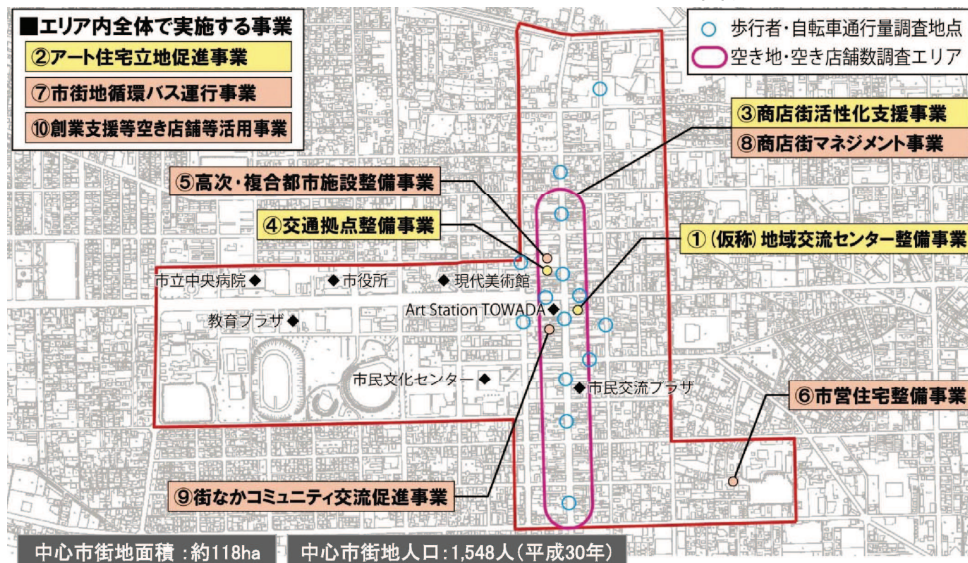 ■エリア内全体で実施する事業
②アート住宅立地促進事業
⑦市街地循環バス運行事業
⑩創業支援等空き店舗等活用事業
歩行者・自転車通行量調査地点
空き地・空き店舗数調査エリア
③商店街活性化支援事業
⑧商店街マネジメント事業
⑤高次・複合都市施設整備事業
④交通拠点整備事業
①(仮称)地域交流センター整備事業
市立中央病院
市役所
現代美術館
Art Station TOWADA
教育プラザ
市民文化センター
市民交流プラザ
⑥市営住宅整備事業
⑨街なかコミュニティ交流促進事業
中心市街地面積:約118ha
中心市街地人口:1,548人(平成30年)